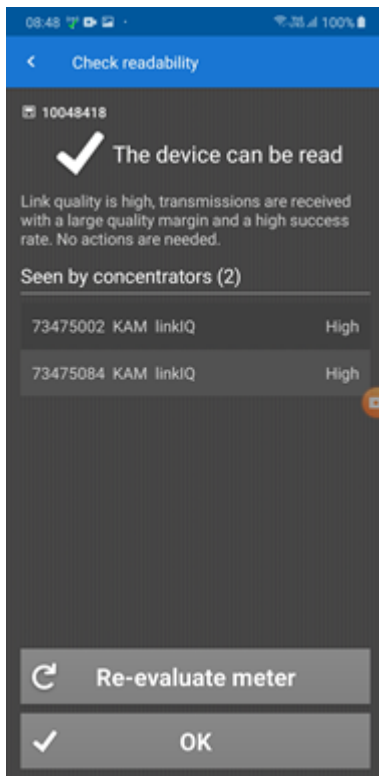 08:48
100%
Check readability
10048418
The device can be read
Link quality is high, transmissions are received
with a large quality margin and a high success
rate. No actions are needed.
Seen by concentrators (2)
73475002 KAM linkIQ High
73475084 KAM linkIQ High
Re-evaluate meter
OK